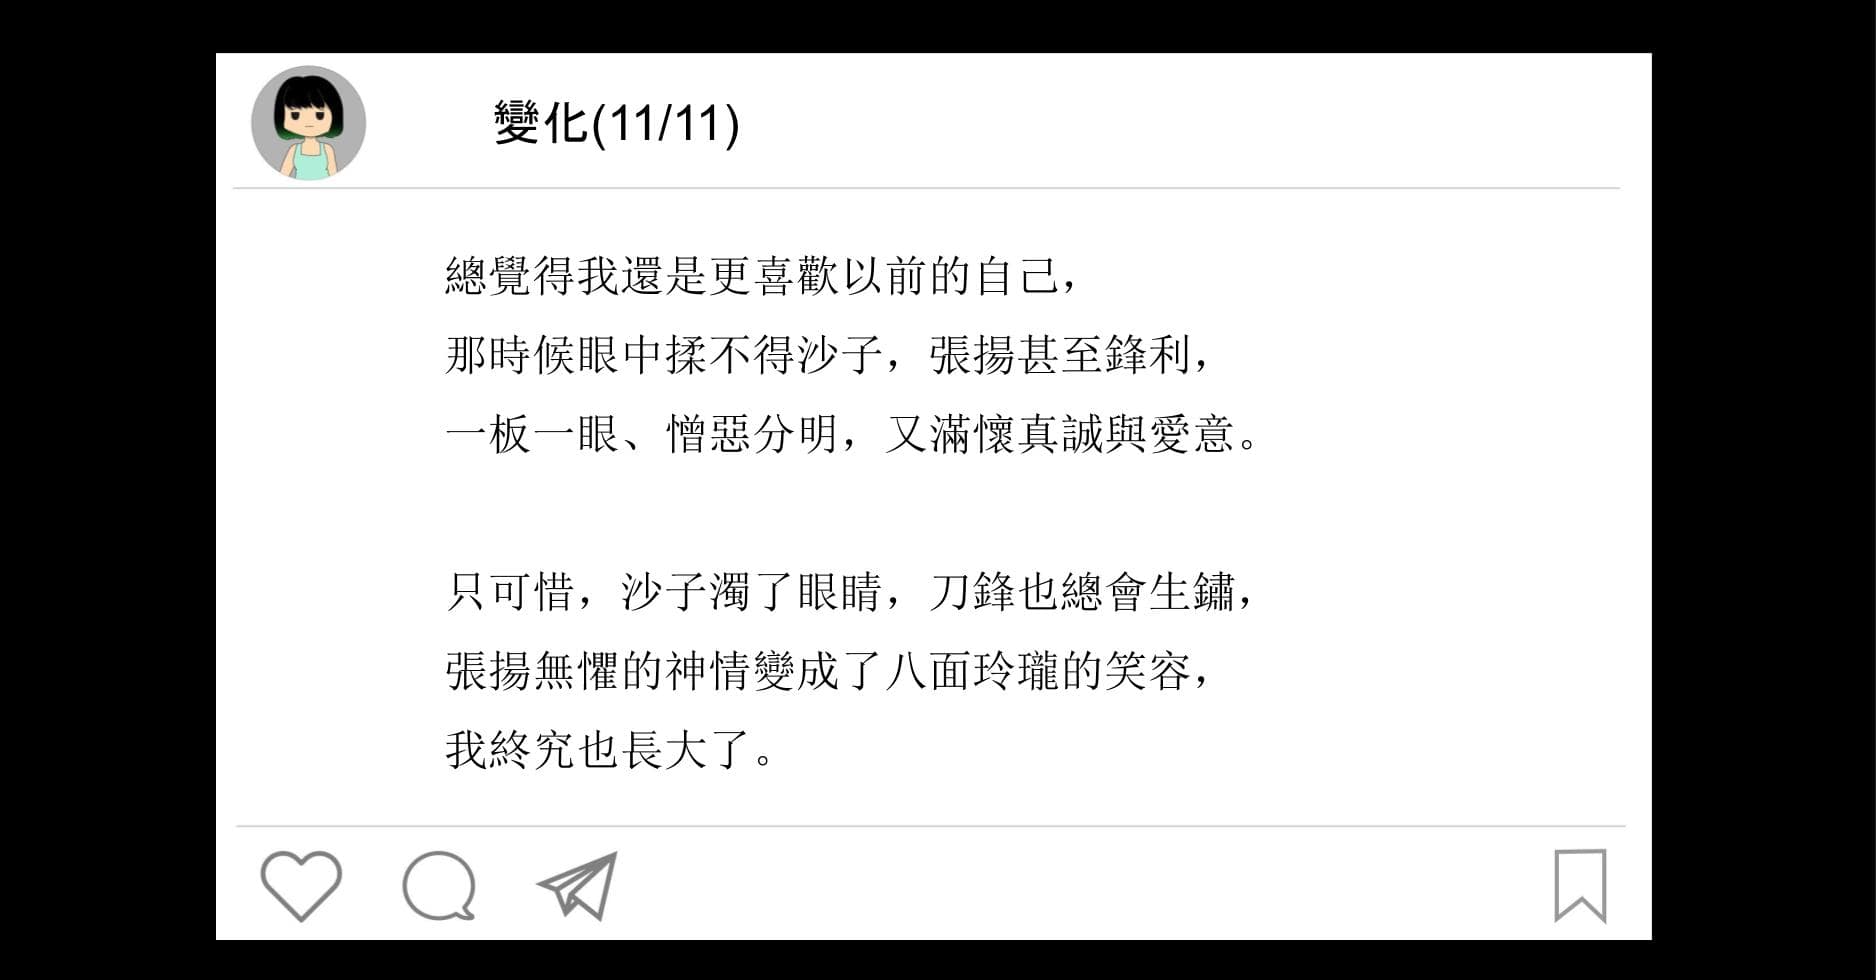 變化(11/11)
總覺得我還是更喜歡以前的自己，
那時候眼中揉不得沙子，張揚甚至鋒利，
一板一眼、憎惡分明，又滿懷真誠與愛意。
只可惜，沙子濁了眼睛，刀鋒也總會生鏽，
張揚無懼的神情變成了八面玲瓏的笑容，
我終究也長大了。